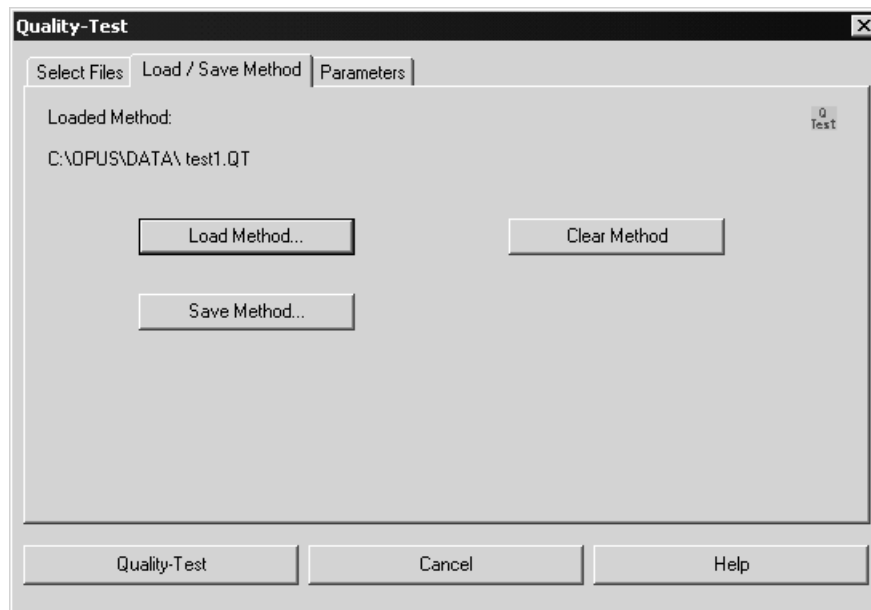 Quality-Test
Select Files Load / Save Method Parameters
Loaded Method:
Q
Test
C:\OPUS\DATA\ test1.QT
Load Method... Clear Method
Save Method...
Quality-Test Cancel Help